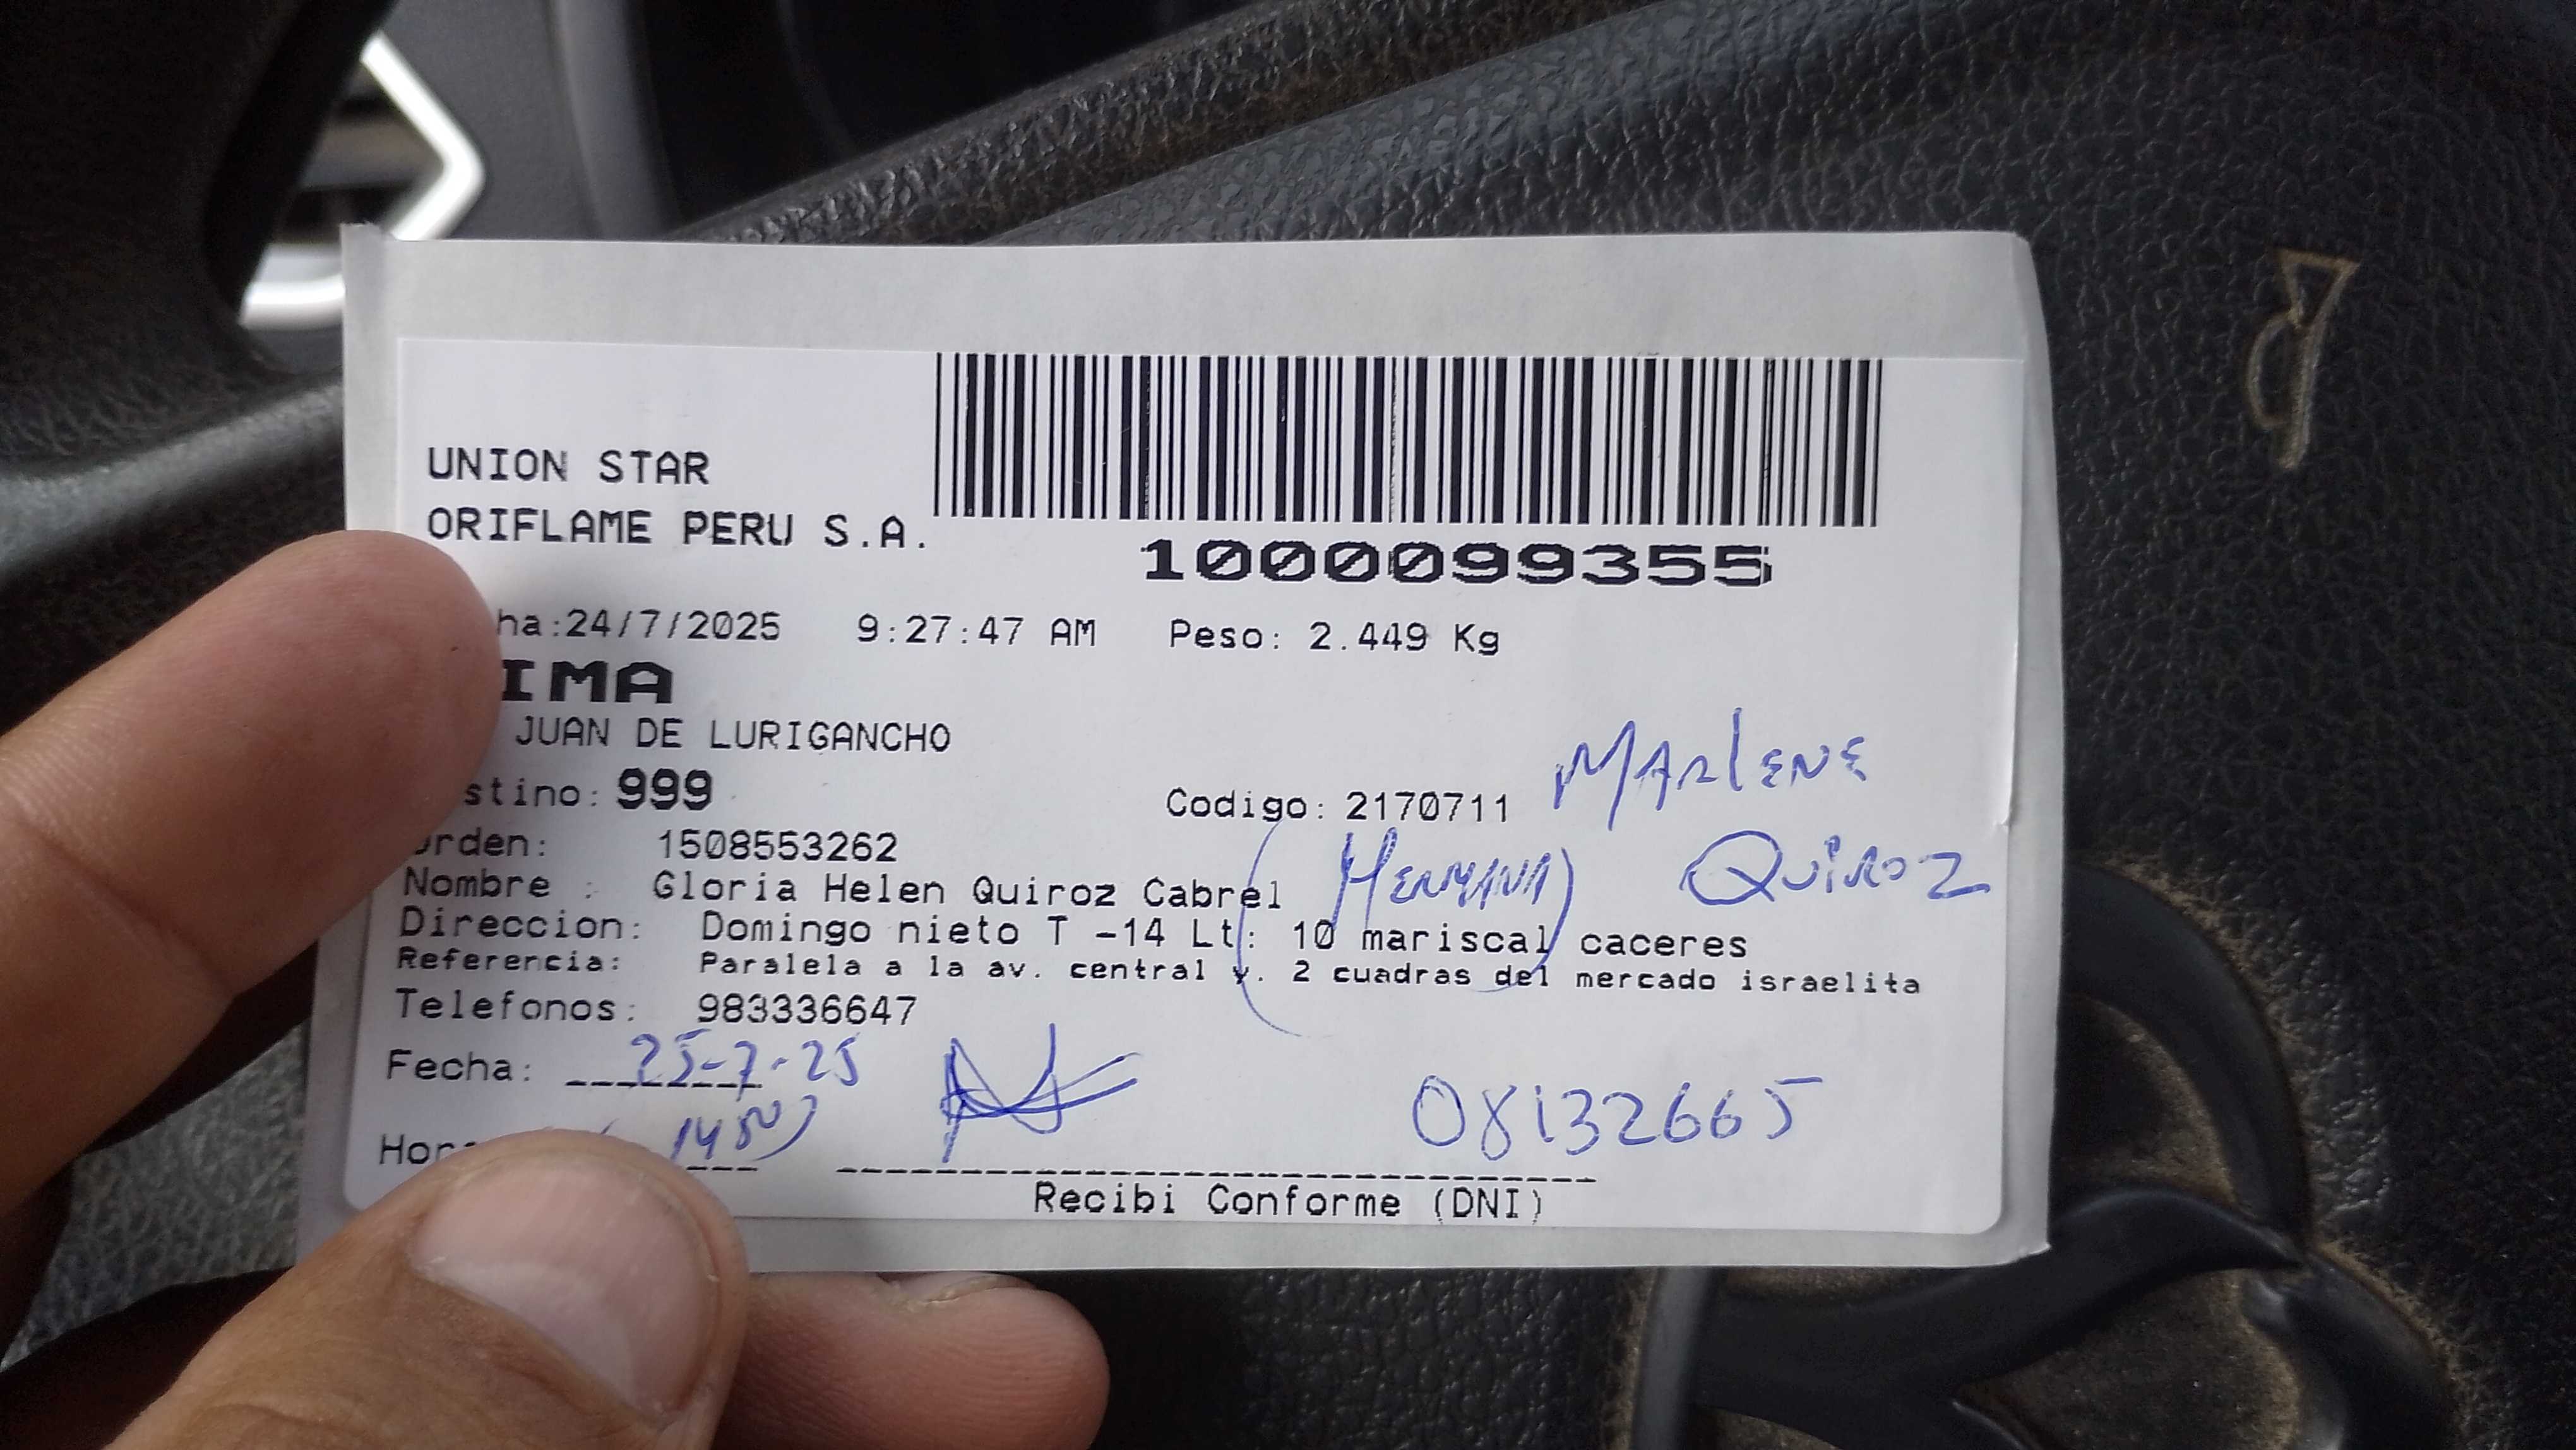 UNION STAR
ORIFLAME PERU S.A.
1000099355
ha:24/7/2025 9:27:47 AM Peso: 2.449 Kg
IMA
JUAN DE LURIGANCHO
MARLENE
stino: 999 Codigo: 2170711
Orden: 1508553262
(HERMANA) QUIROZ
Nombre : Gloria Helen Quiroz Cabrel
Direccion: Domingo nieto T -14 Lt: 10 mariscal caceres
Referencia: Paralela a la av. central y. 2 cuadras del mercado israelita
Telefonos: 983336647
Fecha: 25-7-25
08132665
Hor
Recibi Conforme (DNI)